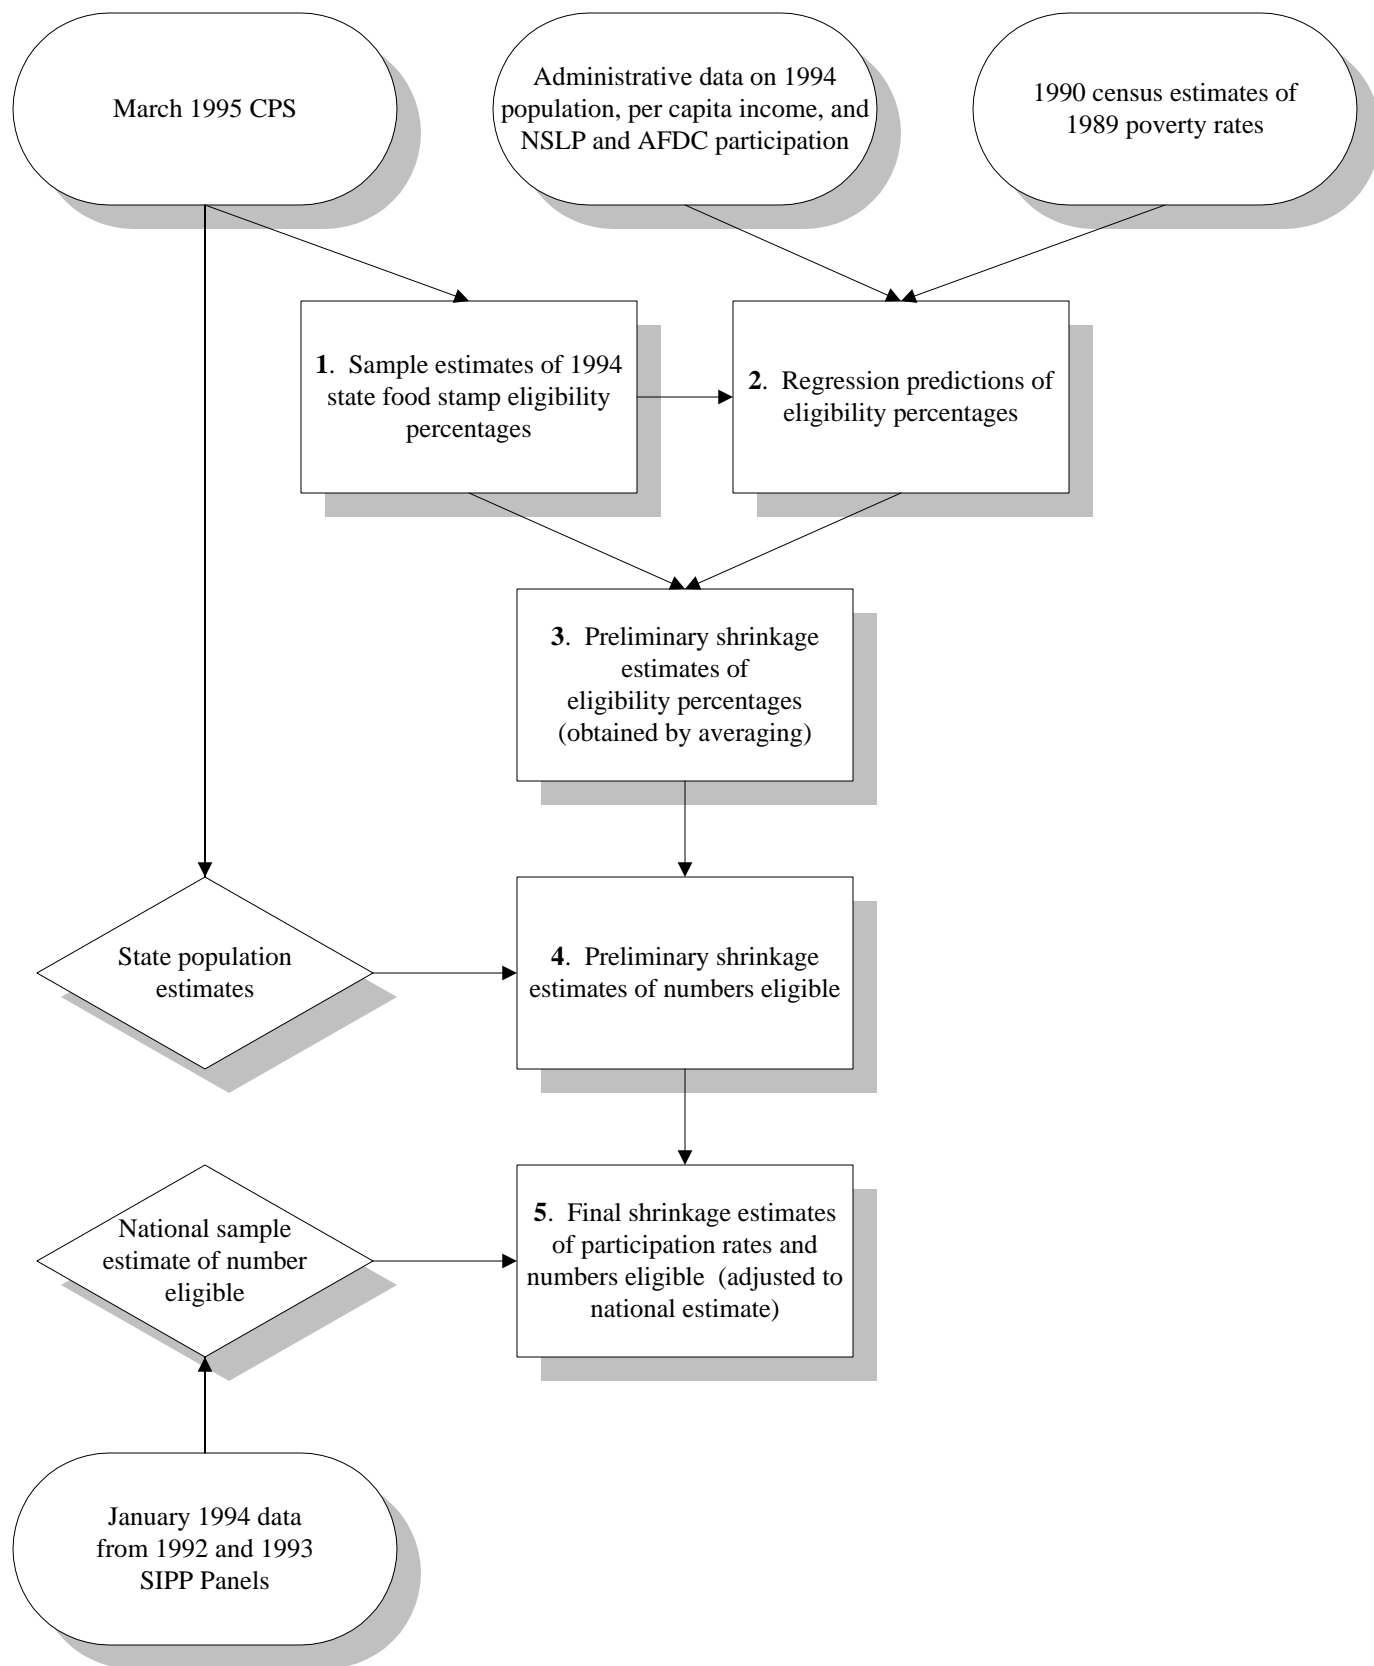 March 1995 CPS
Administrative data on 1994
population, per capita income, and
NSLP and AFDC participation
1990 census estimates of
1989 poverty rates
1.  Sample estimates of 1994
state food stamp eligibility
percentages
2.  Regression predictions of
eligibility percentages
3.  Preliminary shrinkage
estimates of
eligibility percentages
(obtained by averaging)
State population
estimates
4.  Preliminary shrinkage
estimates of numbers eligible
National sample
estimate of number
eligible
5.  Final shrinkage estimates
of participation rates and
numbers eligible  (adjusted to
national estimate)
January 1994 data
from 1992 and 1993
SIPP Panels